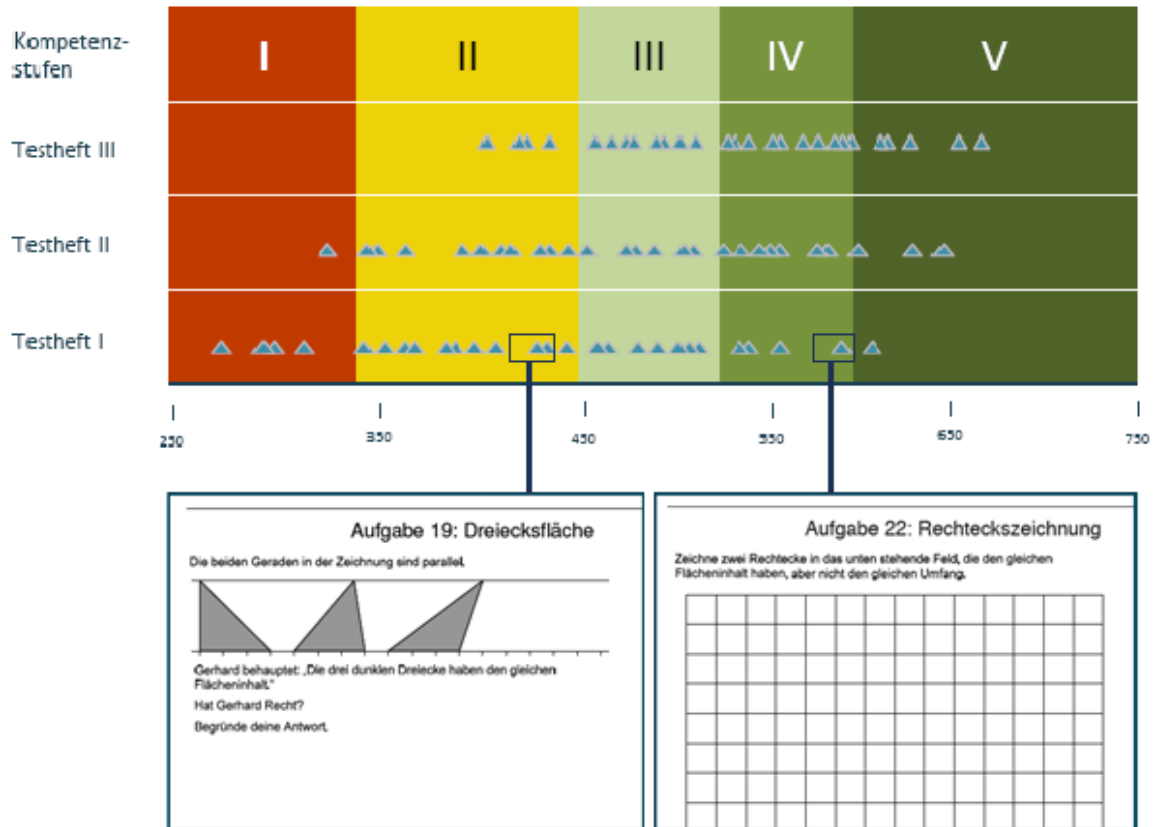 Kompetenz-
stufen
I
II
III
IV
V
Testheft III
Testheft II
Testheft I
250
350
450
550
650
750
Aufgabe 19: Dreiecksfläche
Die beiden Geraden in der Zeichnung sind parallel.
Gerhard behauptet: „Die drei dunklen Dreiecke haben den gleichen
Flächeninhalt.“
Hat Gerhard Recht?
Begründe deine Antwort.
Aufgabe 22: Rechteckszeichnung
Zeichne zwei Rechtecke in das unten stehende Feld, die den gleichen
Flächeninhalt haben, aber nicht den gleichen Umfang.